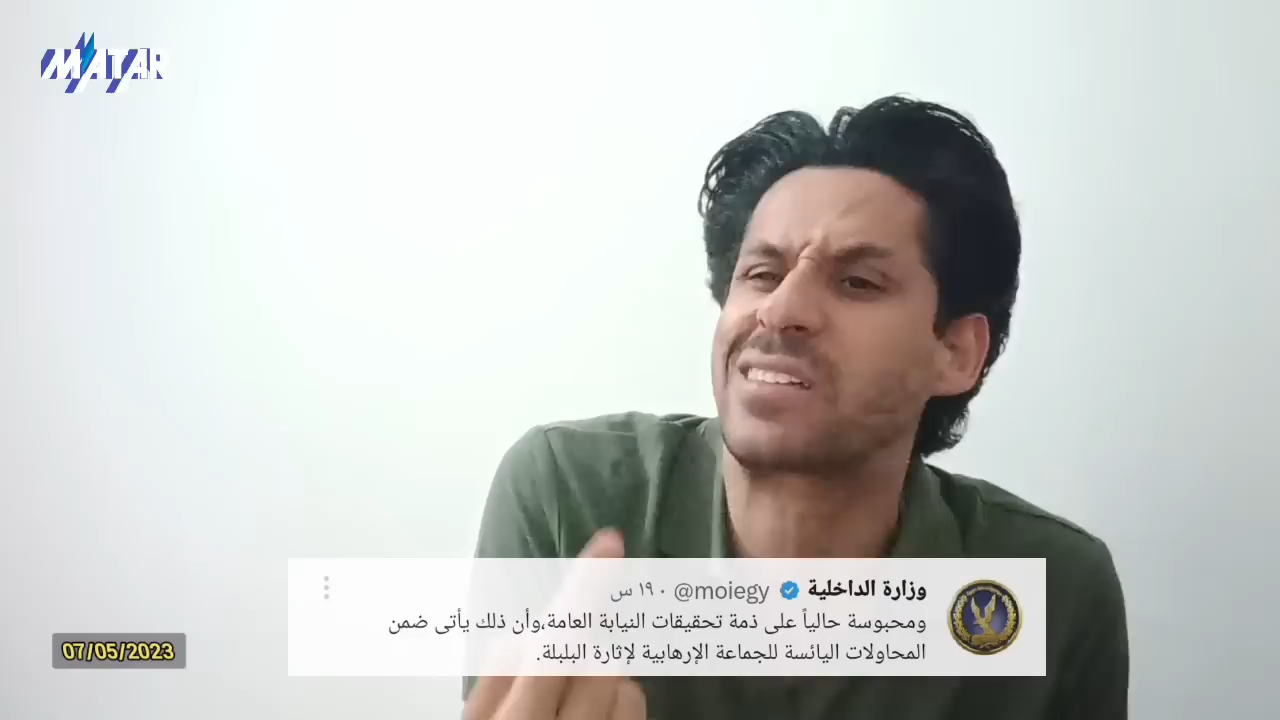 MATAR
وزارة الداخلية @moiegy · ١٩ س
ومحبوسة حالياً على ذمة تحقيقات النيابة العامة،وأن ذلك يأتى ضمن
المحاولات اليائسة للجماعة الإرهابية لإثارة البلبلة.
07/05/2023